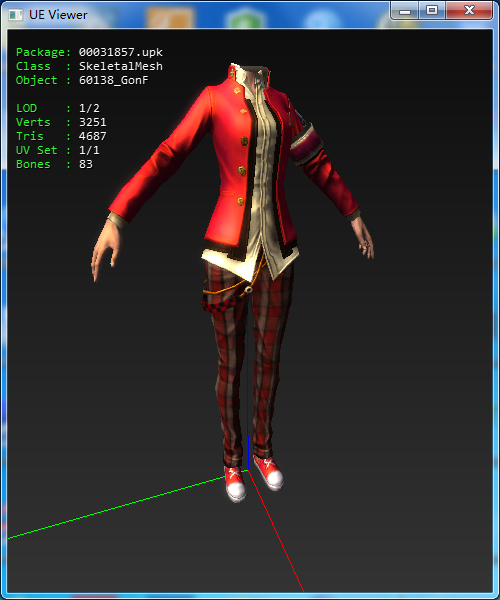 UE Viewer
Package: 00031857.upk
Class : SkeletalMesh
Object : 60138_GonF
LOD : 1/2
Verts : 3251
Tris : 4687
UV Set : 1/1
Bones : 83